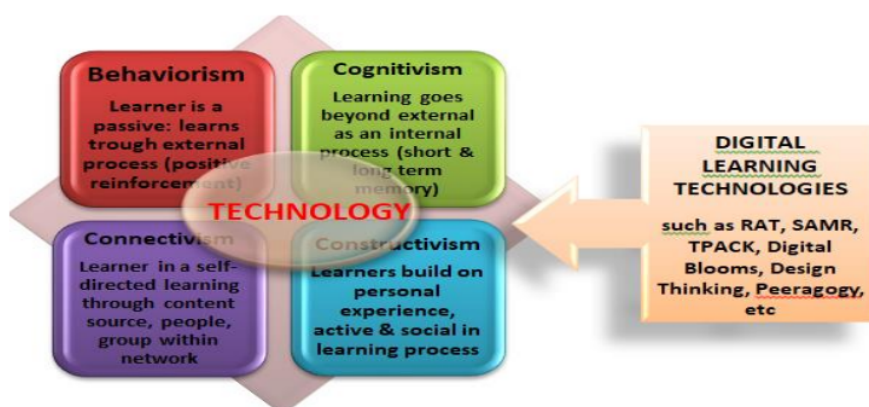 Behaviorism
Learner is a
passive: learns
trough external
process (positive
reinforcement)
Cognitivism
Learning goes
beyond external
as an internal
process (short &
long term
memory)
TECHNOLOGY
Connectivism
Learner in a self-
directed learning
through content
source, people,
group within
network
Constructivism
Learners build on
personal
experience,
active & social in
learning process
DIGITAL
LEARNING
TECHNOLOGIES
such as RAT, SAMR,
TPACK, Digital
Blooms, Design
Thinking, Peeragogy,
etc